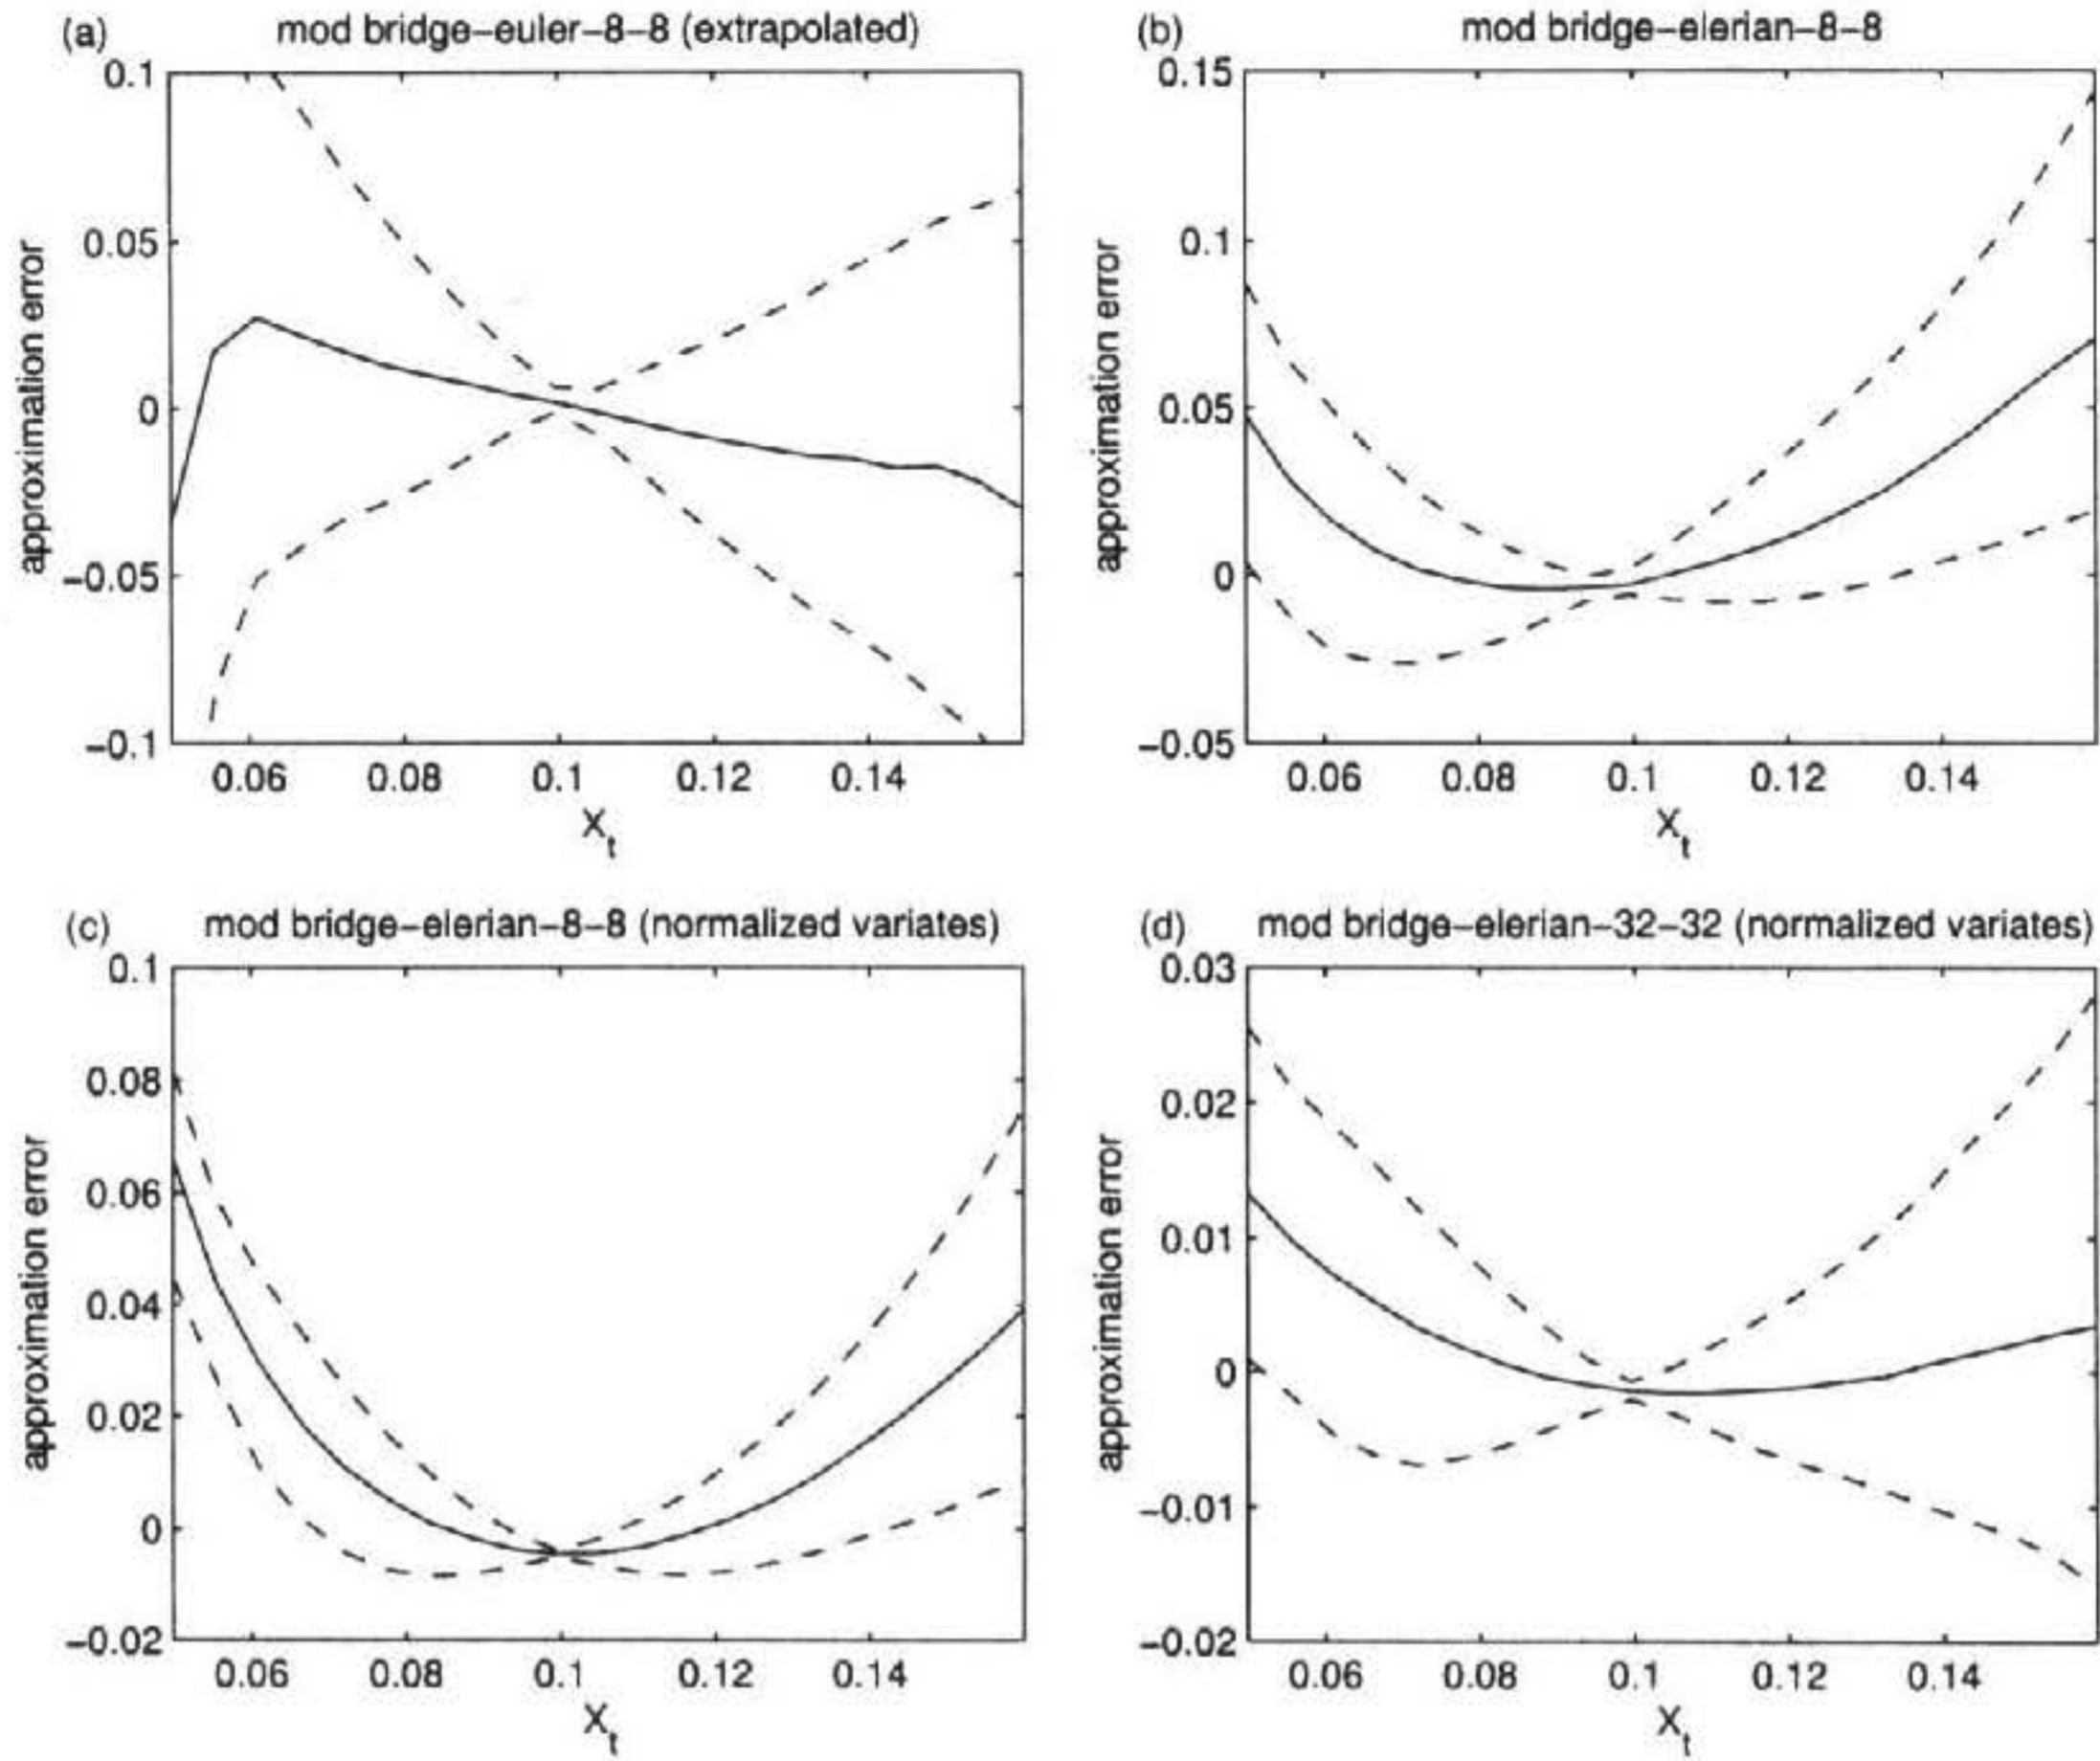 (a) mod bridge–euler–8–8 (extrapolated)
0.1
0.05
0
−0.05
−0.1
approximation error
0.06 0.08 0.1 0.12 0.14
Xt
(b) mod bridge–elerian–8–8
0.15
0.1
0.05
0
−0.05
approximation error
0.06 0.08 0.1 0.12 0.14
Xt
(c) mod bridge–elerian–8–8 (normalized variates)
0.1
0.08
0.06
0.04
0.02
0
−0.02
approximation error
0.06 0.08 0.1 0.12 0.14
Xt
(d) mod bridge–elerian–32–32 (normalized variates)
0.03
0.02
0.01
0
−0.01
−0.02
approximation error
0.06 0.08 0.1 0.12 0.14
Xt